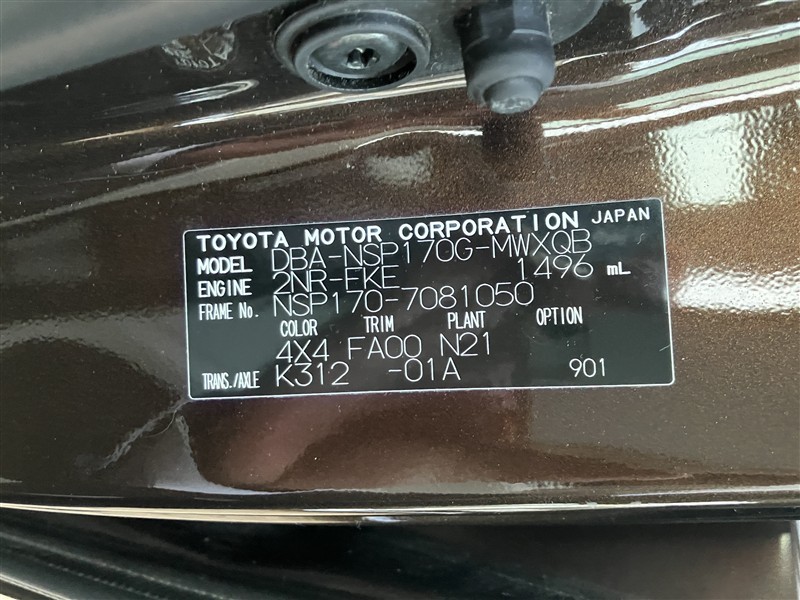 TOYOTA MOTOR CORPORATION JAPAN
MODEL DBA-NSP170G-MWXQB
ENGINE 2NR-FKE 1496 mL
FRAME No. NSP170-7081050
COLOR TRIM PLANT OPTION
4X4 FA00 N21
TRANS./AXLE K312 -01A 901